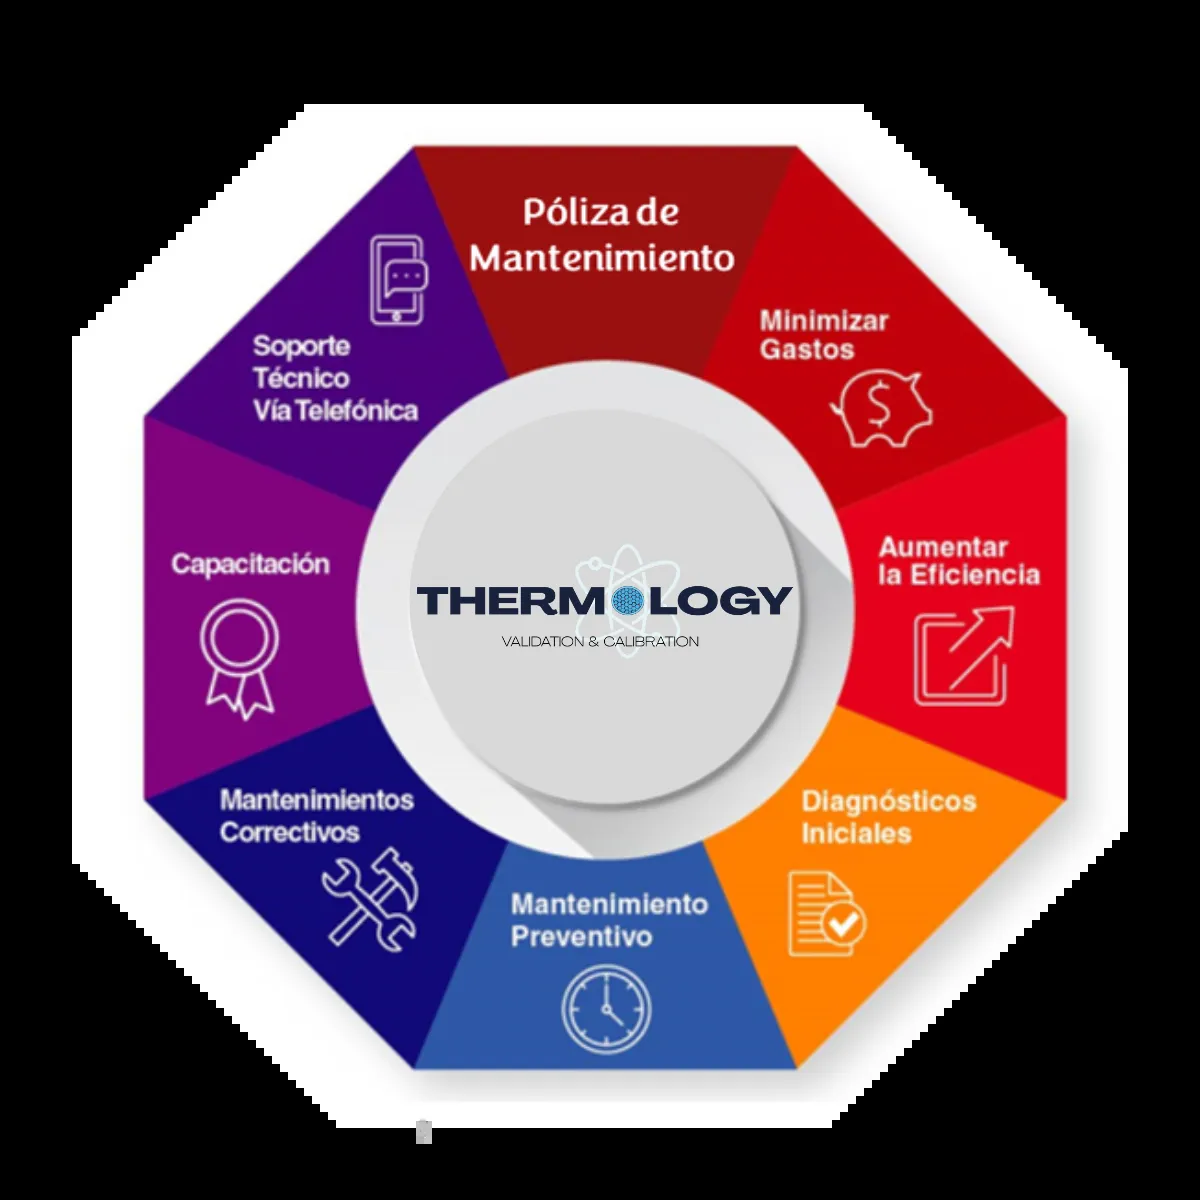 Póliza de
Mantenimiento
Minimizar
Gastos
$
Aumentar
la Eficiencia
Diagnósticos
Iniciales
Mantenimiento
Preventivo
Mantenimientos
Correctivos
Capacitación
Soporte
Técnico
Vía Telefónica
THERMOLOGY
VALIDATION & CALIBRATION